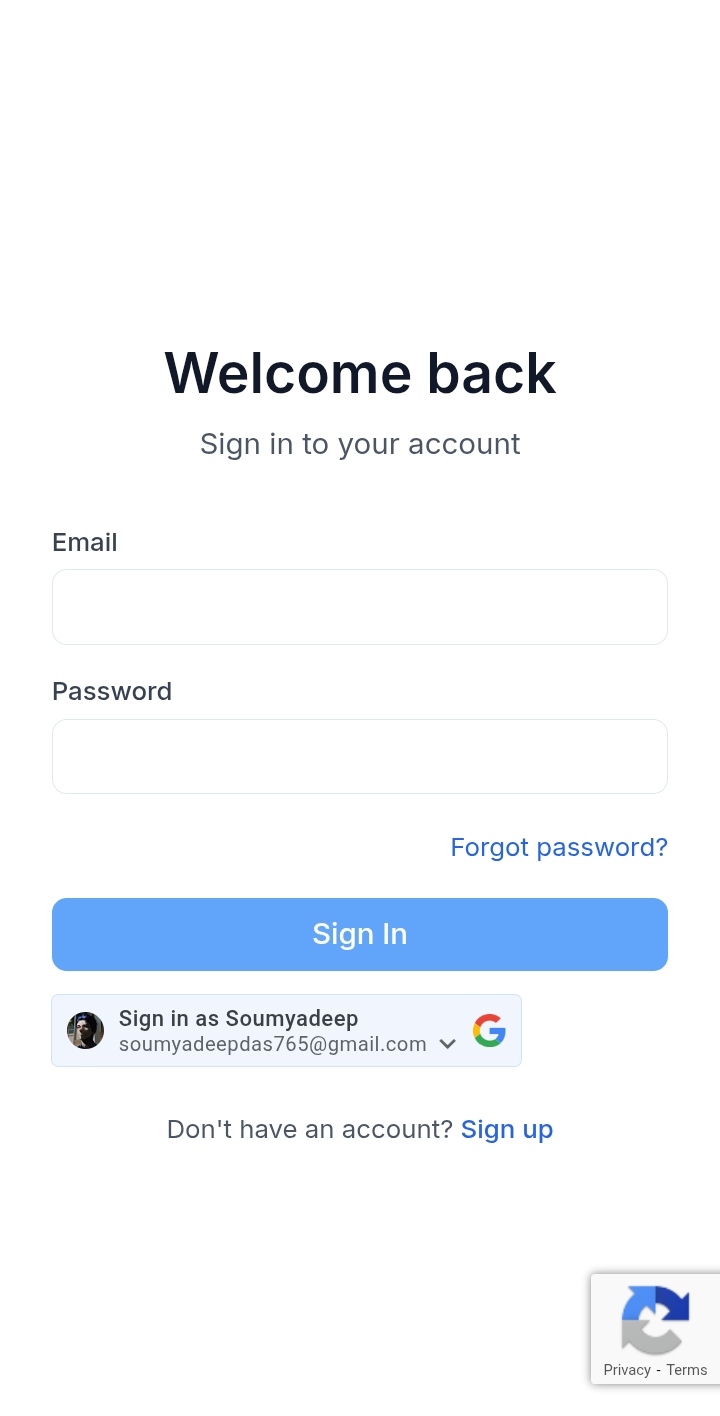 Welcome back
Sign in to your account
Email
Password
Forgot password?
Sign In
Sign in as Soumyadeep
soumyadeepdas765@gmail.com
Don't have an account? Sign up
Privacy - Terms